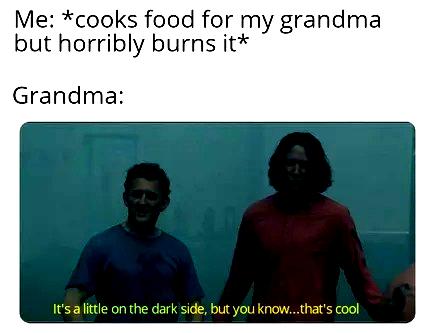 Me: *cooks food for my grandma
but horribly burns it*
Grandma:
It's a little on the dark side, but you know...that's cool